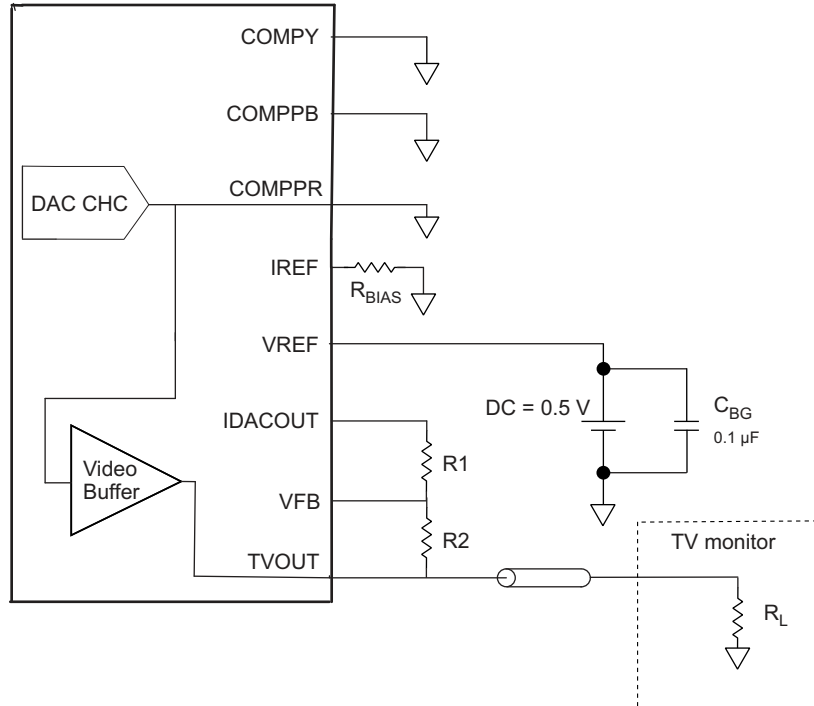 COMPY
COMPPB
DAC CHC
COMPPR
IREF
RBIAS
VREF
DC = 0.5 V
CBG
0.1 µF
IDACOUT
R1
Video
Buffer
VFB
R2
TVOUT
TV monitor
RL